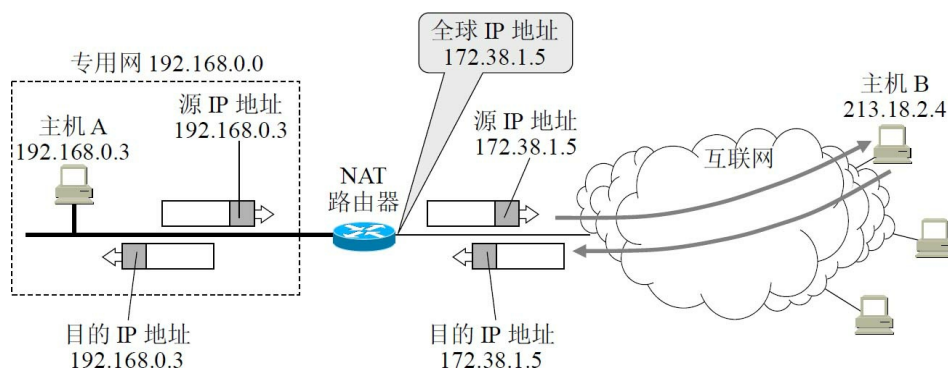 全球 IP 地址
172.38.1.5
专用网 192.168.0.0
源 IP 地址
192.168.0.3
主机 A
192.168.0.3
NAT
路由器
源 IP 地址
172.38.1.5
互联网
主机 B
213.18.2.4
目的 IP 地址
192.168.0.3
目的 IP 地址
172.38.1.5